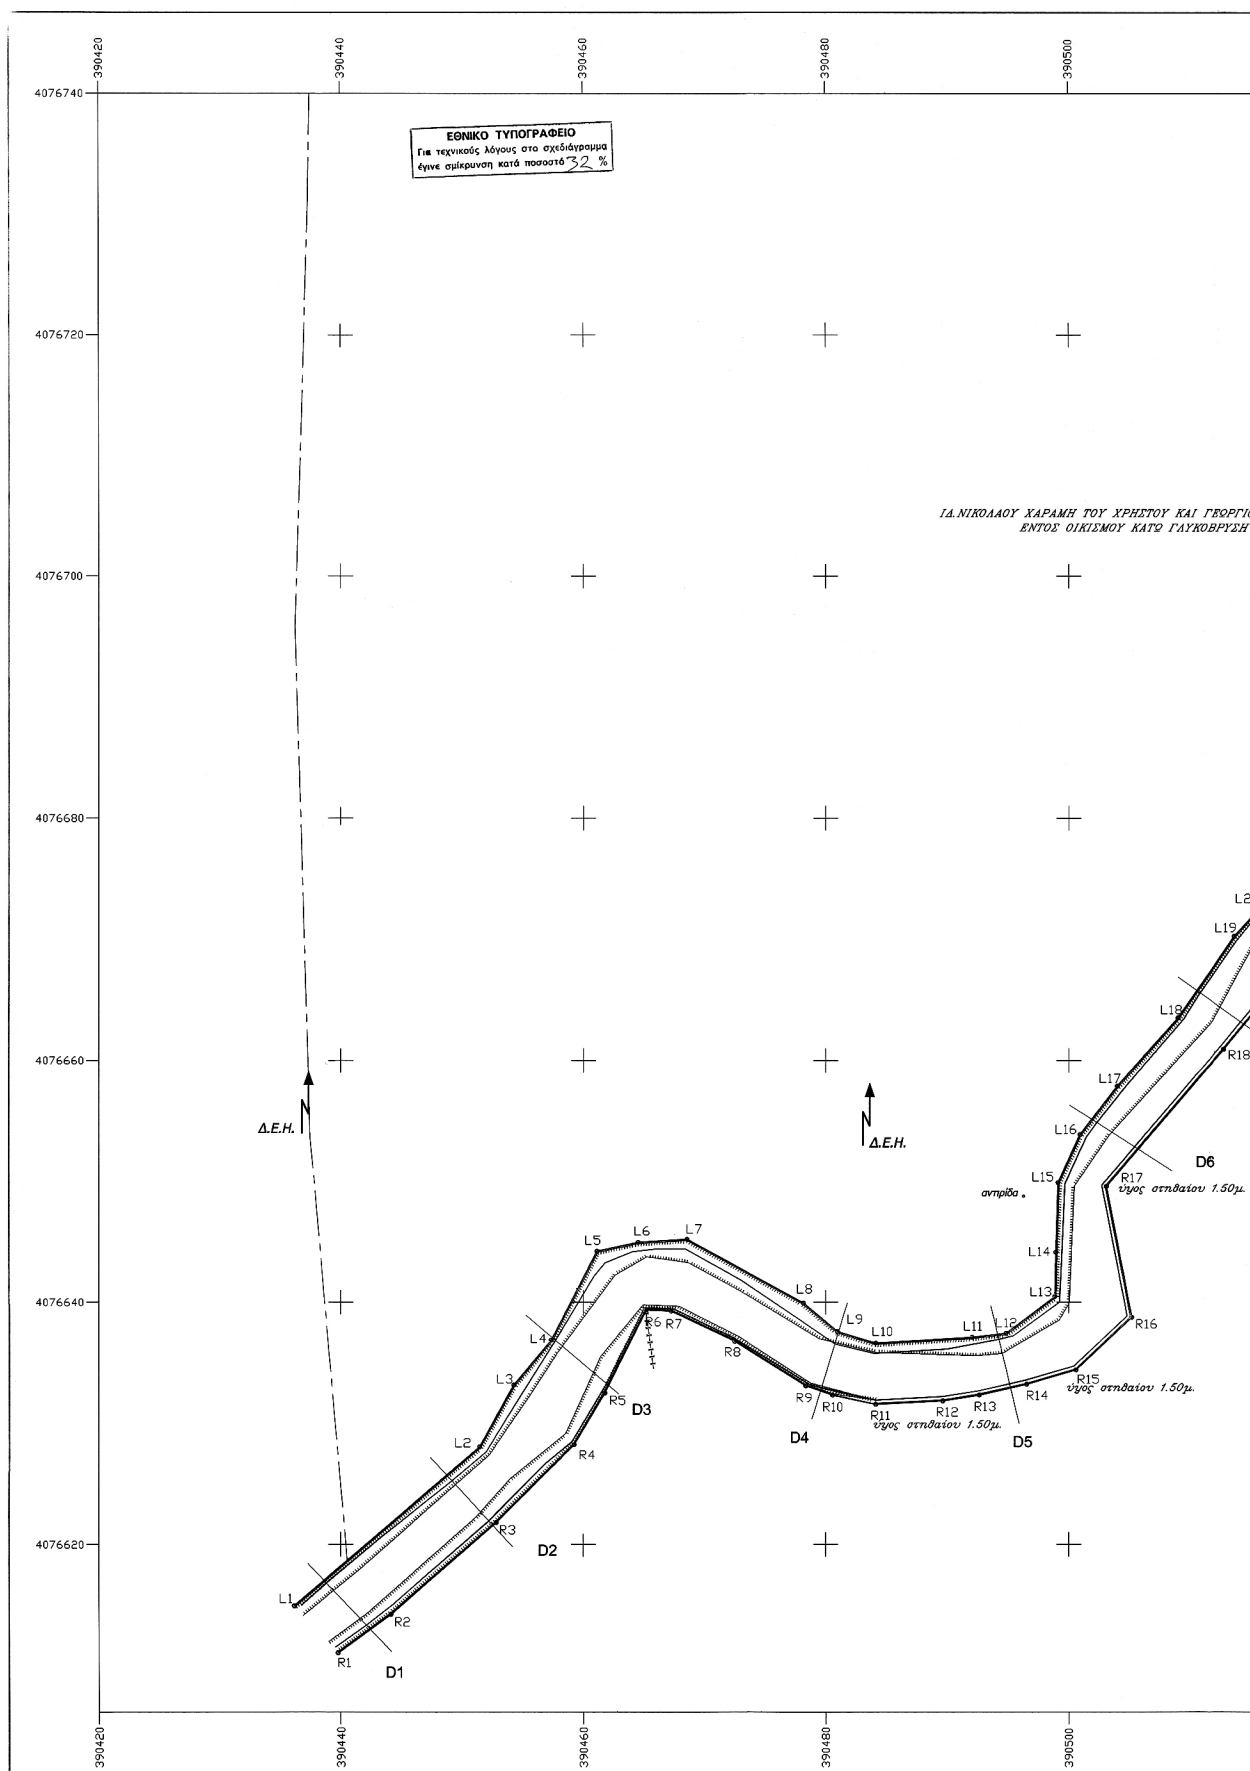 390420
390440
390460
390480
390500
4076740
ΕΘΝΙΚΟ ΤΥΠΟΓΡΑΦΕΙΟ
Για τεχνικούς λόγους στο σχεδιάγραμμα
έγινε σμίκρυνση κατά ποσοστό 32 %
4076720
ΙΔ.ΝΙΚΟΛΑΟΥ ΧΑΡΑΜΗ ΤΟΥ ΧΡΗΣΤΟΥ ΚΑΙ ΓΕΩΡΓΙΟ
ΕΝΤΟΣ ΟΙΚΙΣΜΟΥ ΚΑΤΩ ΓΛΥΚΟΒΡΥΣΗ
4076700
4076680
L2
L19
L18
R18
4076660
L17
Δ.Ε.Η.
Δ.Ε.Η.
L16
D6
L15
R17
ύψος στηθαίου 1.50μ.
αντηρίδα
L5
L6
L7
L14
4076640
L8
L13
L4
R6
R7
L9
L10
L11
L12
R16
R8
L3
R5
R9
R10
R15
ύψος στηθαίου 1.50μ.
R14
D3
R11
R12
R13
ύψος στηθαίου 1.50μ.
D4
D5
L2
R4
4076620
R3
D2
L1
R2
R1
D1
390420
390440
390460
390480
390500